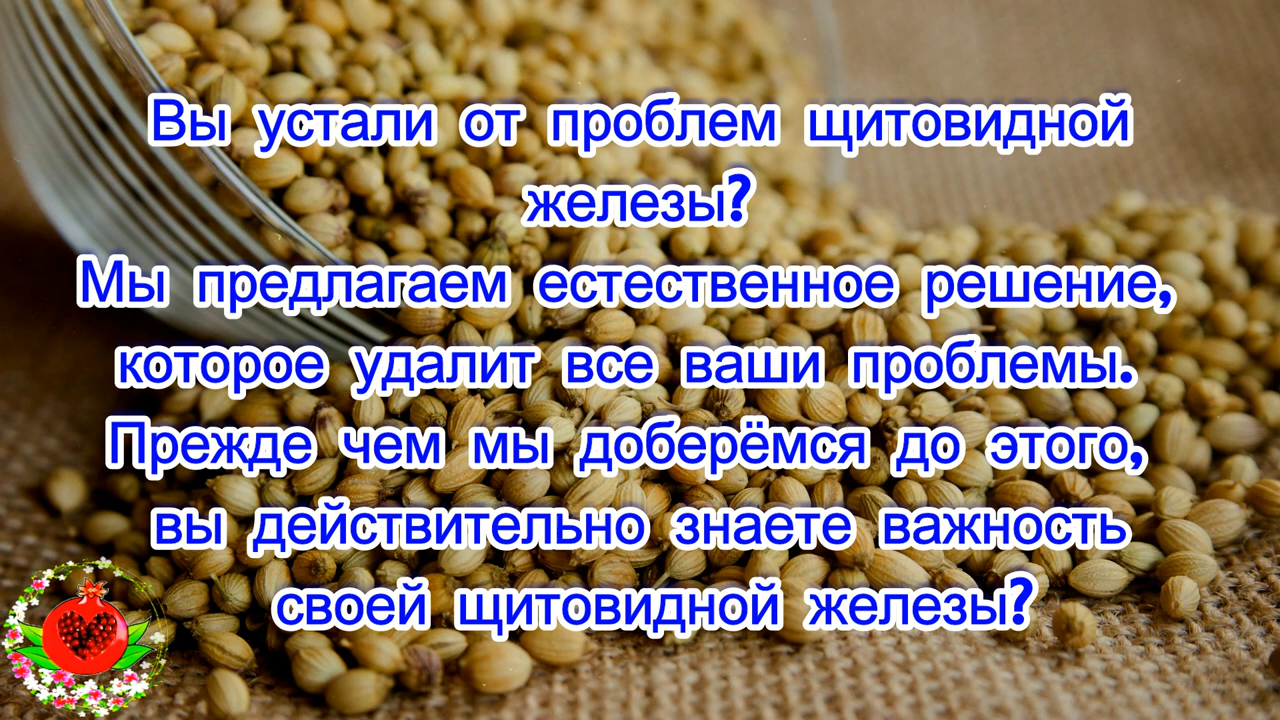 Вы устали от проблем щитовидной
железы?
Мы предлагаем естественное решение,
которое удалит все ваши проблемы.
Прежде чем мы доберёмся до этого,
вы действительно знаете важность
своей щитовидной железы?